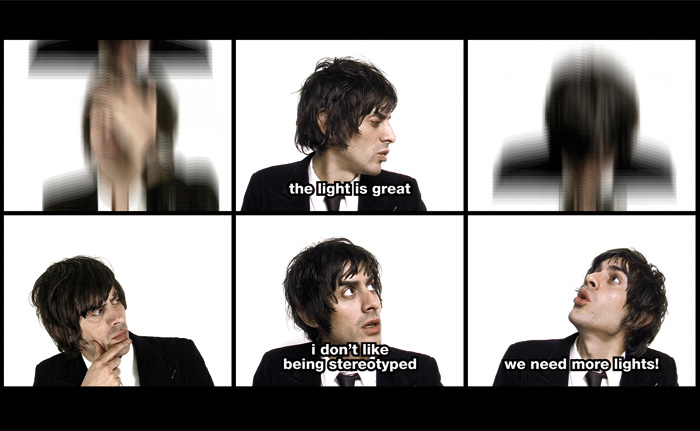 the light is great
i don't like
being stereotyped
we need more lights!